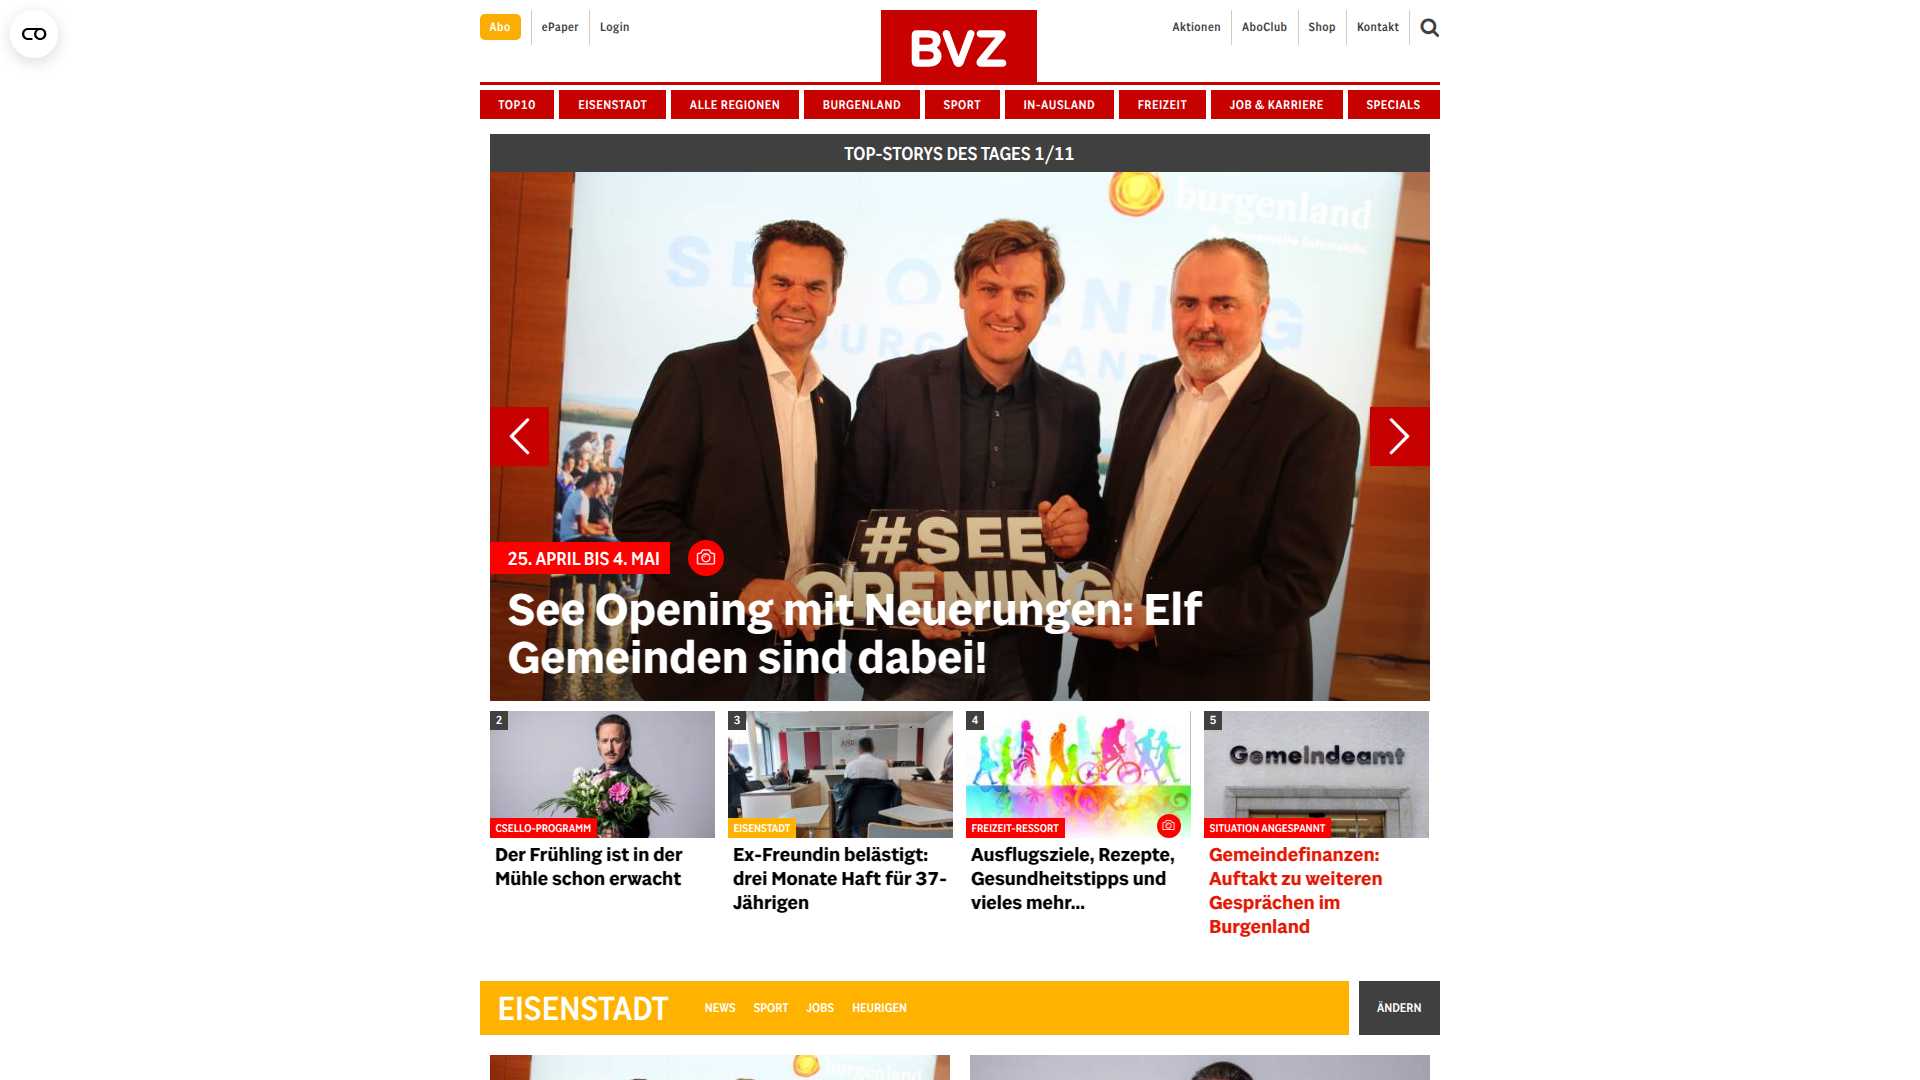 Abo
ePaper
Login
BVZ
Aktionen
AboClub
Shop
Kontakt
TOP10
EISENSTADT
ALLE REGIONEN
BURGENLAND
SPORT
IN-AUSLAND
FREIZEIT
JOB & KARRIERE
SPECIALS
TOP-STORYS DES TAGES 1/11
burgenland
SEE OPENING
BURGENLAND
#SEE
OPENING
25. APRIL BIS 4. MAI
See Opening mit Neuerungen: Elf
Gemeinden sind dabei!
2
CSELLO-PROGRAMM
Der Frühling ist in der
Mühle schon erwacht
3
EISENSTADT
Ex-Freundin belästigt:
drei Monate Haft für 37-
Jährigen
4
FREIZEIT-RESSORT
Ausflugsziele, Rezepte,
Gesundheitstipps und
vieles mehr...
5
GemeIndeamt
SITUATION ANGESPANNT
Gemeindefinanzen:
Auftakt zu weiteren
Gesprächen im
Burgenland
EISENSTADT
NEWS
SPORT
JOBS
HEURIGEN
ÄNDERN
burgenland